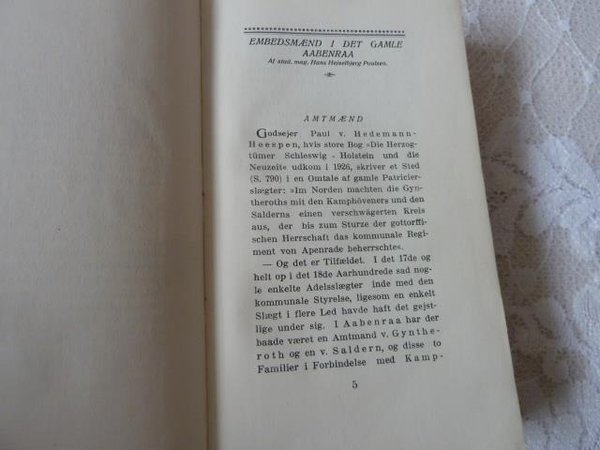 EMBEDSMÆND I DET GAMLE
AABENRAA
Af stud. mag. Hans Hejselbjerg Poulsen.
AMTMÆND
Godsejer Paul v. Hedemann-
Heespen, hvis store Bog »Die Herzog-
tümer Schleswig-Holstein und die
Neuzeit« udkom i 1926, skriver et Sted
(S. 790) i en Omtale af gamle Patricier-
slægter: »Im Norden machten die Gyn-
theroths mit den Kamphöveners und den
Salderns einen verschwägerten Kreis
aus, der bis zum Sturze der gottorffi-
schen Herrschaft das kommunale Regi-
ment von Apenrade beherrschte«.
— Og det er Tilfældet. I det 17de og
helt op i det 18de Aarhundrede sad nog-
le enkelte Adelsslægter inde med den
kommunale Styrelse, ligesom en enkelt
Slægt i flere Led havde haft det gejst-
lige under sig. I Aabenraa har der
baade været en Amtmand v. Gynthe-
roth og en v. Saldern, og disse to
Familier i Forbindelse med Kamp-
5